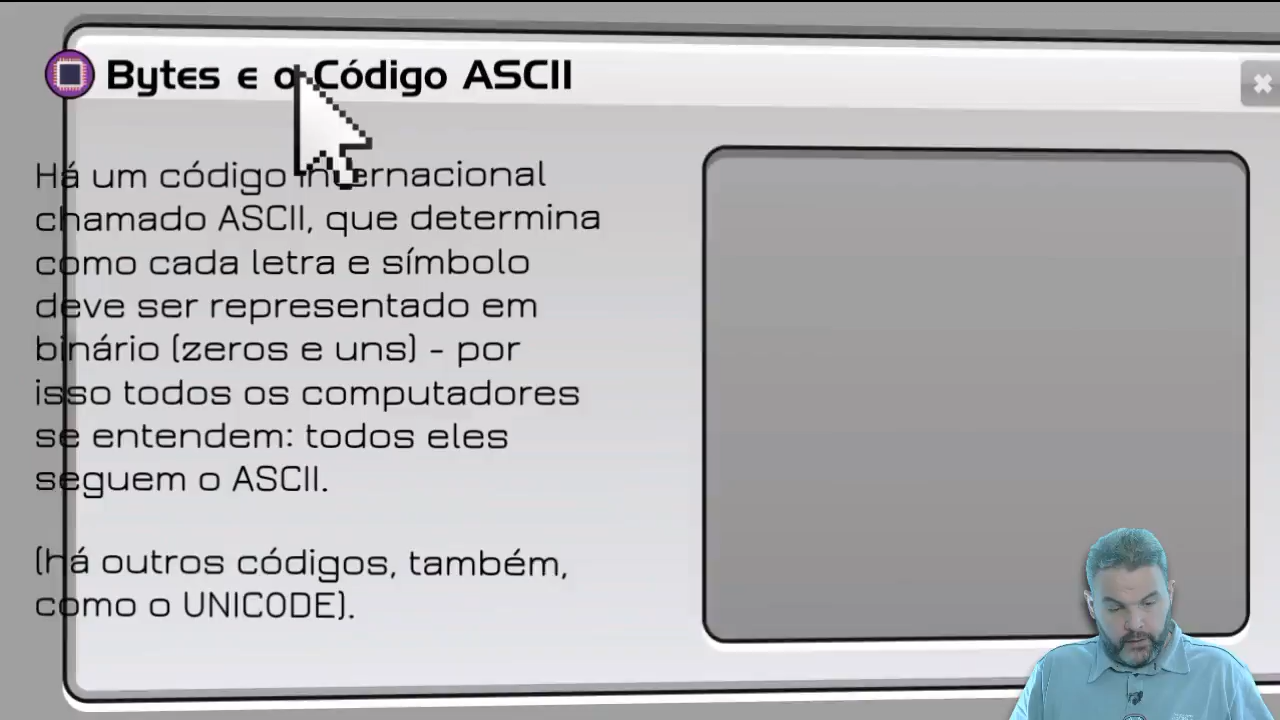 Bytes e o Código ASCII
Há um código internacional
chamado ASCII, que determina
como cada letra e símbolo
deve ser representado em
binário (zeros e uns) - por
isso todos os computadores
se entendem: todos eles
seguem o ASCII.
(há outros códigos, também,
como o UNICODE).